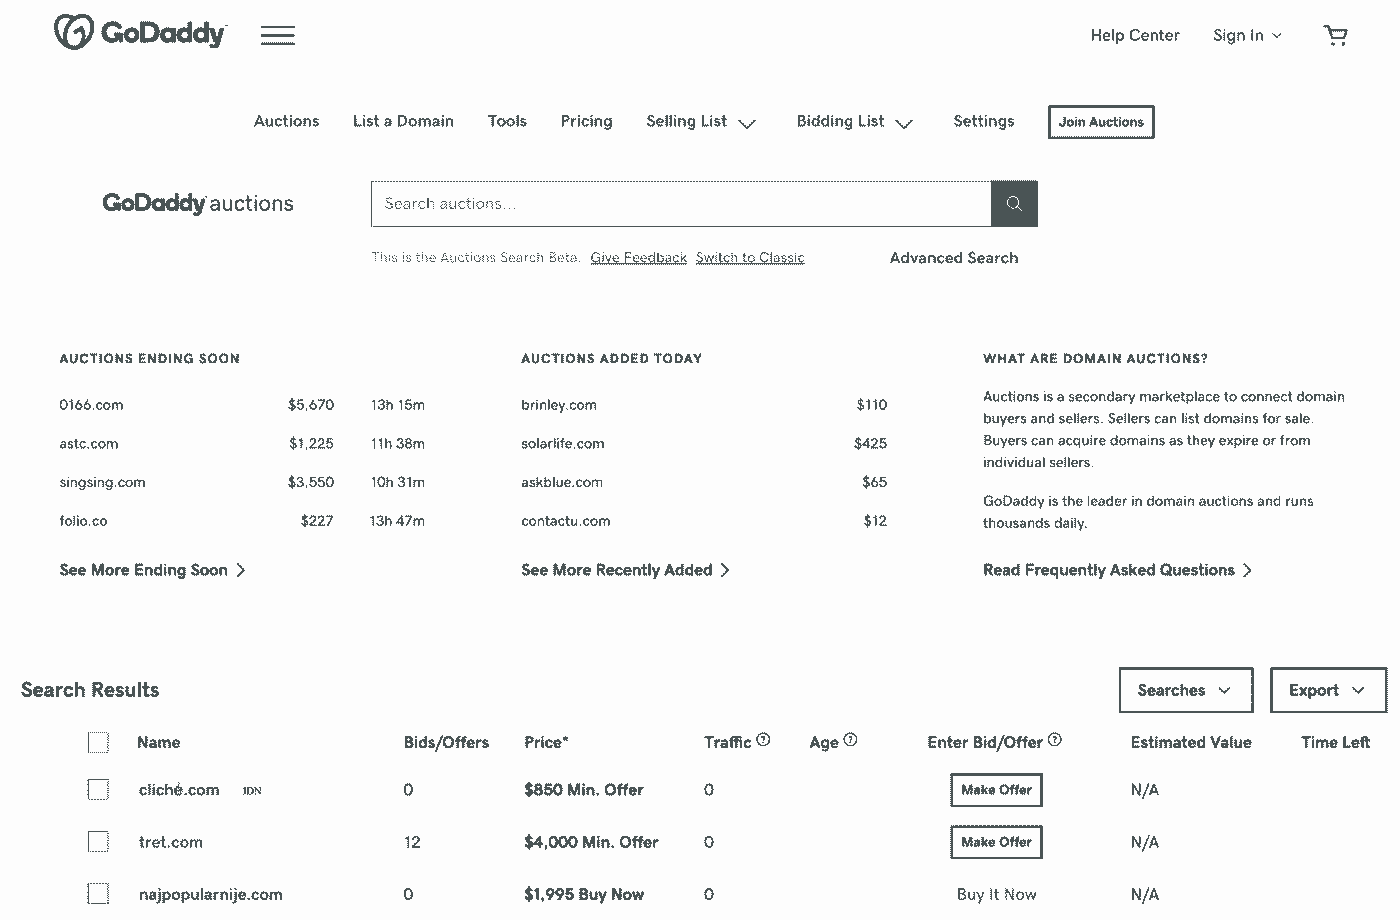 GoDaddy
Help Center Sign In
Auctions List a Domain Tools Pricing Selling List Bidding List Settings Join Auctions
GoDaddy auctions Search auctions...
This is the Auctions Search Beta. Give Feedback Switch to Classic Advanced Search
AUCTIONS ENDING SOON
0166.com $5,670 13h 15m
astc.com $1,225 11h 38m
singsing.com $3,550 10h 31m
folio.co $227 13h 47m
See More Ending Soon
AUCTIONS ADDED TODAY
brinley.com $110
solarlife.com $425
askblue.com $65
contactu.com $12
See More Recently Added
WHAT ARE DOMAIN AUCTIONS?
Auctions is a secondary marketplace to connect domain
buyers and sellers. Sellers can list domains for sale.
Buyers can acquire domains as they expire or from
individual sellers.
GoDaddy is the leader in domain auctions and runs
thousands daily.
Read Frequently Asked Questions
Search Results Searches Export
Name Bids/Offers Price* Traffic Age Enter Bid/Offer Estimated Value Time Left
cliché.com IDN 0 $850 Min. Offer 0 Make Offer N/A
tret.com 12 $4,000 Min. Offer 0 Make Offer N/A
najpopularnije.com 0 $1,995 Buy Now 0 Buy It Now N/A